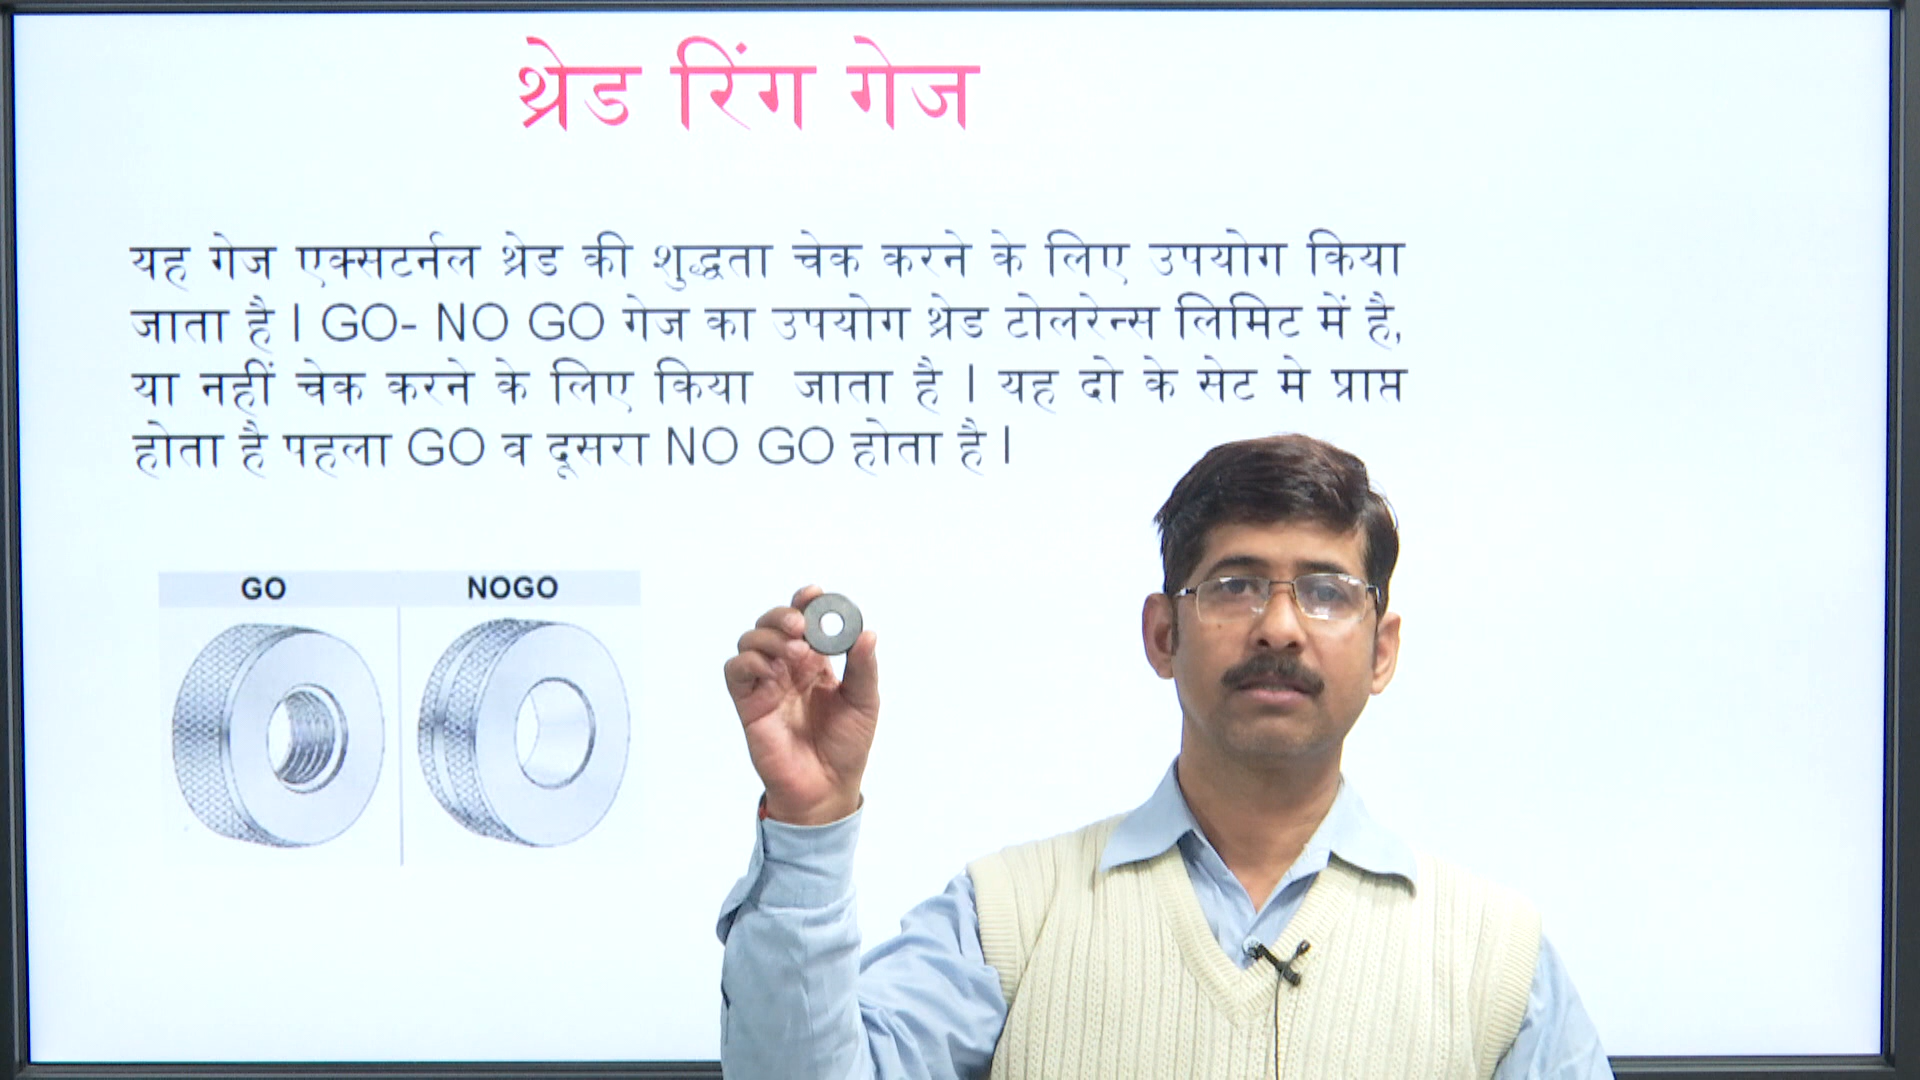 थ्रेड रिंग गेज
यह गेज एक्सटर्नल थ्रेड की शुद्धता चेक करने के लिए उपयोग किया
जाता है । GO- NO GO गेज का उपयोग थ्रेड टोलरेन्स लिमिट में है,
या नहीं चेक करने के लिए किया जाता है । यह दो के सेट मे प्राप्त
होता है पहला GO व दूसरा NO GO होता है ।
GO NOGO